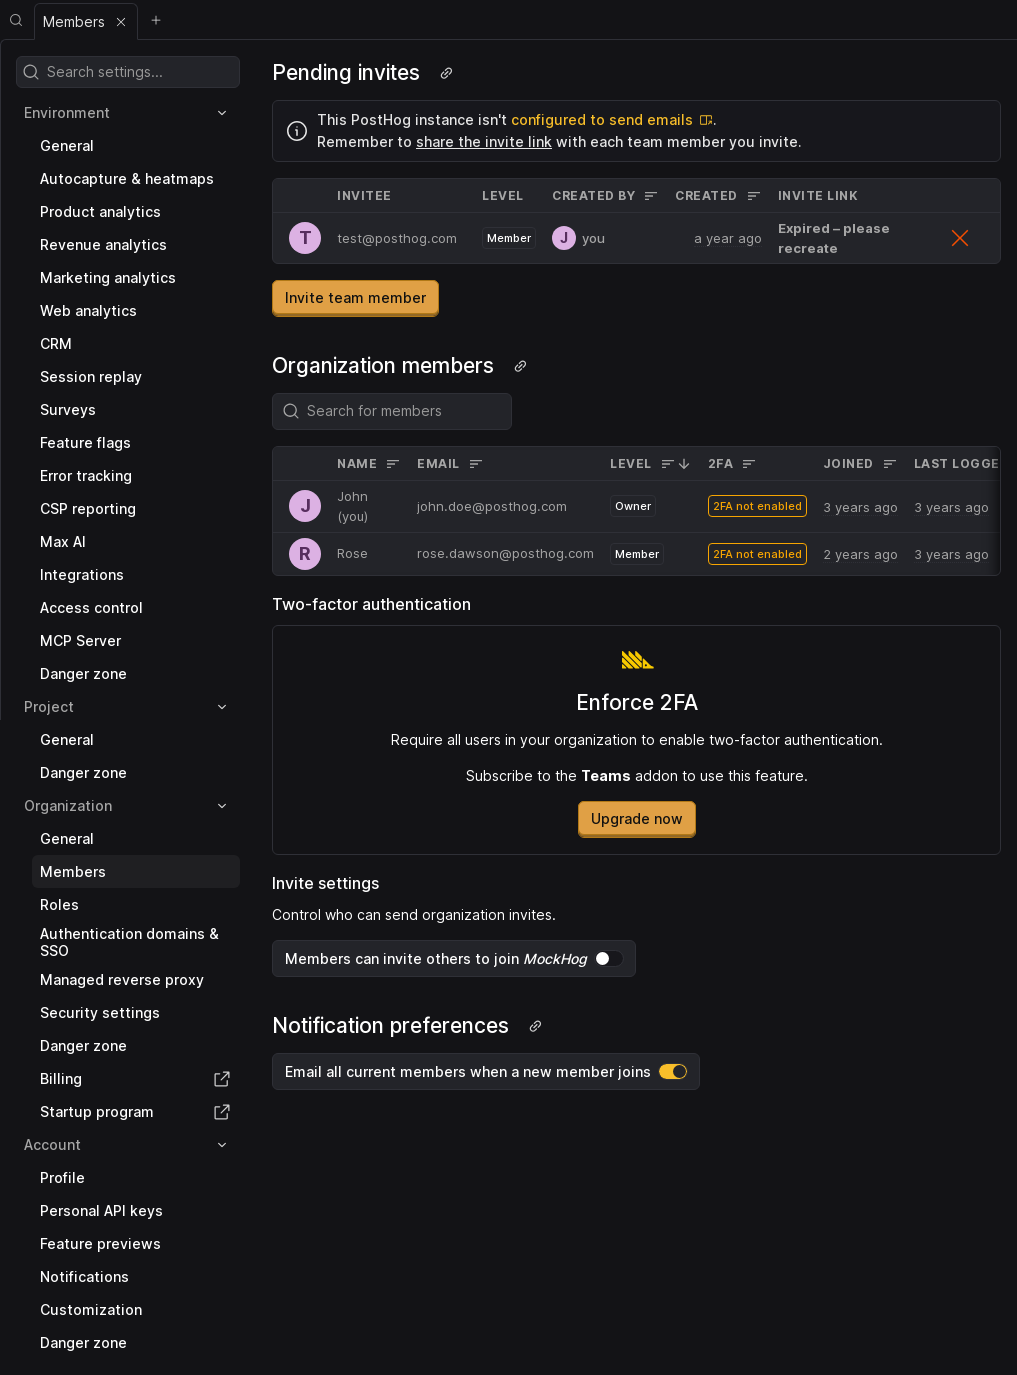 Members
Search settings...
Environment
General
Autocapture & heatmaps
Product analytics
Revenue analytics
Marketing analytics
Web analytics
CRM
Session replay
Surveys
Feature flags
Error tracking
CSP reporting
Max AI
Integrations
Access control
MCP Server
Danger zone
Project
General
Danger zone
Organization
General
Members
Roles
Authentication domains &
SSO
Managed reverse proxy
Security settings
Danger zone
Billing
Startup program
Account
Profile
Personal API keys
Feature previews
Notifications
Customization
Danger zone
Pending invites
This PostHog instance isn't configured to send emails.
Remember to share the invite link with each team member you invite.
INVITEE LEVEL CREATED BY CREATED INVITE LINK
T test@posthog.com Member J you a year ago Expired – please
recreate
Invite team member
Organization members
Search for members
NAME EMAIL LEVEL 2FA JOINED LAST LOGGE
J John
(you) john.doe@posthog.com Owner 2FA not enabled 3 years ago 3 years ago
R Rose rose.dawson@posthog.com Member 2FA not enabled 2 years ago 3 years ago
Two-factor authentication
Enforce 2FA
Require all users in your organization to enable two-factor authentication.
Subscribe to the Teams addon to use this feature.
Upgrade now
Invite settings
Control who can send organization invites.
Members can invite others to join MockHog
Notification preferences
Email all current members when a new member joins